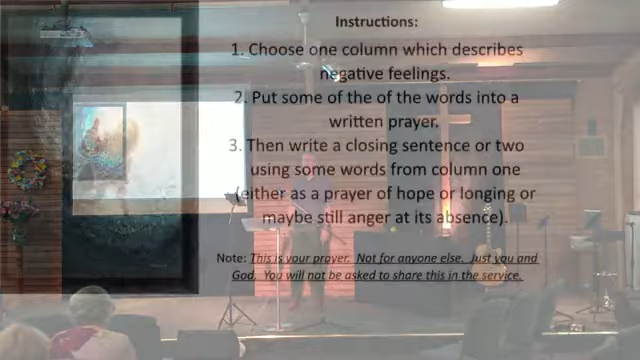 Instructions:
1. Choose one column which describes
negative feelings.
2. Put some of the of the words into a
written prayer.
3. Then write a closing sentence or two
using some words from column one
(either as a prayer of hope or longing or
maybe still anger at its absence).
Note: This is your prayer. Not for anyone else. Just you and
God. You will not be asked to share this in the service.